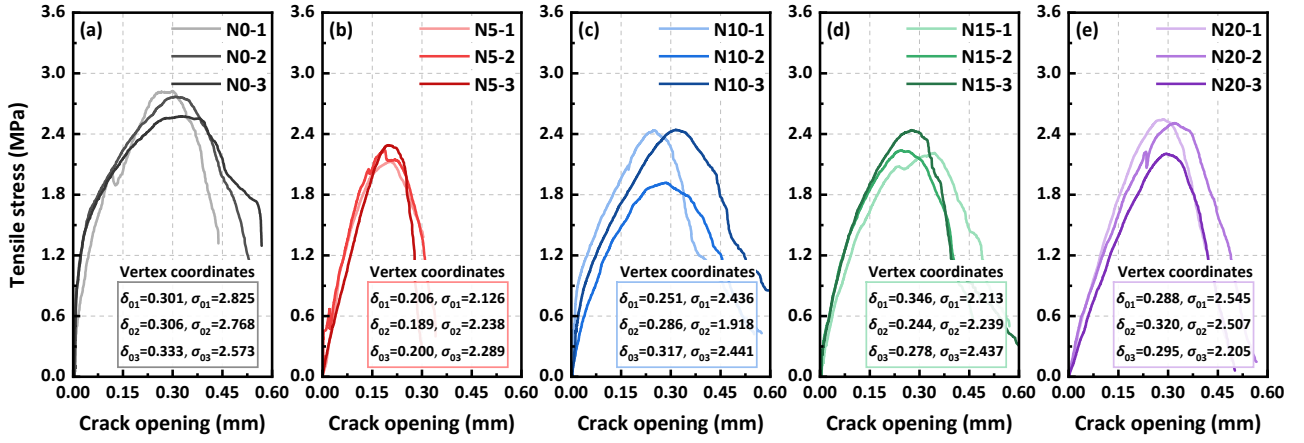 Tensile stress (MPa)
3.6
3.0
2.4
1.8
1.2
0.6
0.0
(a)
N0-1
N0-2
N0-3
Vertex coordinates
δ01=0.301, σ01=2.825
δ02=0.306, σ02=2.768
δ03=0.333, σ03=2.573
0.00 0.15 0.30 0.45 0.60
Crack opening (mm)
3.6
3.0
2.4
1.8
1.2
0.6
0.0
(b)
N5-1
N5-2
N5-3
Vertex coordinates
δ01=0.206, σ01=2.126
δ02=0.189, σ02=2.238
δ03=0.200, σ03=2.289
0.00 0.15 0.30 0.45 0.60
Crack opening (mm)
3.6
3.0
2.4
1.8
1.2
0.6
0.0
(c)
N10-1
N10-2
N10-3
Vertex coordinates
δ01=0.251, σ01=2.436
δ02=0.286, σ02=1.918
δ03=0.317, σ03=2.441
0.00 0.15 0.30 0.45 0.60
Crack opening (mm)
3.6
3.0
2.4
1.8
1.2
0.6
0.0
(d)
N15-1
N15-2
N15-3
Vertex coordinates
δ01=0.346, σ01=2.213
δ02=0.244, σ02=2.239
δ03=0.278, σ03=2.437
0.00 0.15 0.30 0.45 0.60
Crack opening (mm)
3.6
3.0
2.4
1.8
1.2
0.6
0.0
(e)
N20-1
N20-2
N20-3
Vertex coordinates
δ01=0.288, σ01=2.545
δ02=0.320, σ02=2.507
δ03=0.295, σ03=2.205
0.00 0.15 0.30 0.45 0.60
Crack opening (mm)